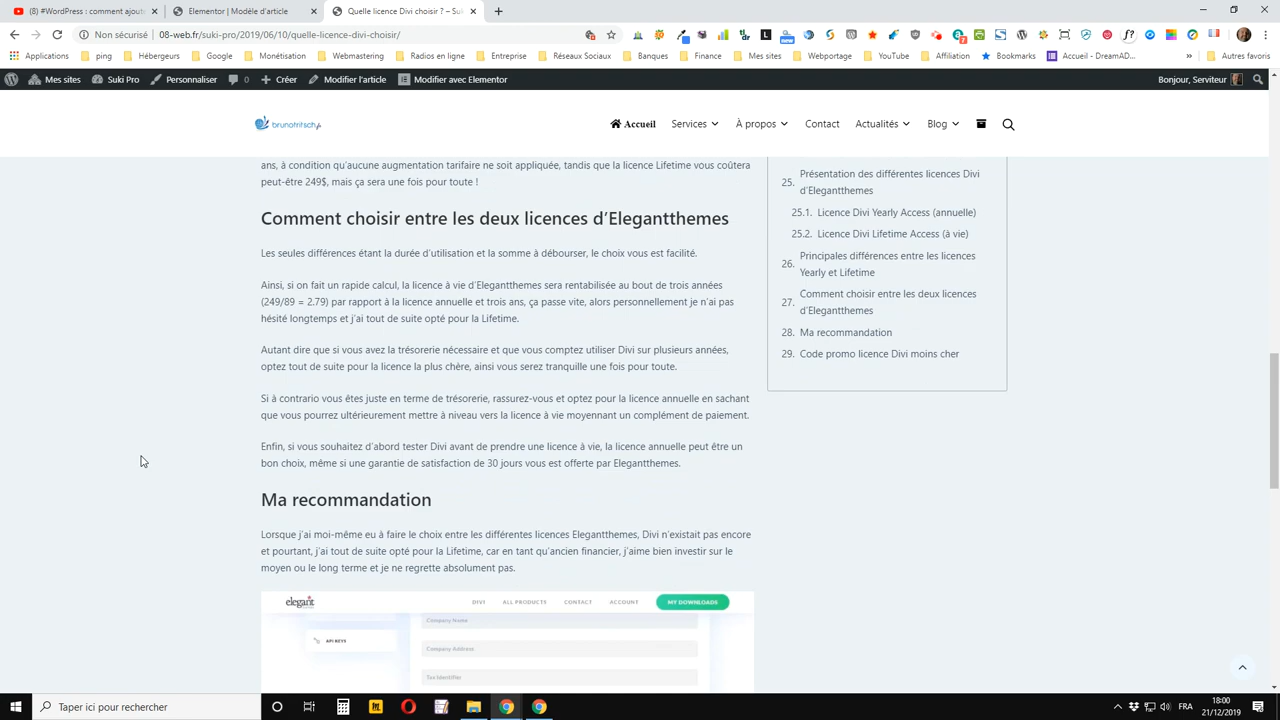 (8) #WordPress : comment ajoute
Elementor | Modèle d'article
Quelle licence Divi choisir ? – Suk
Non sécurisé | 08-web.fr/suki-pro/2019/06/10/quelle-licence-divi-choisir/
Applications
ping
Hébergeurs
Google
Monétisation
Webmastering
Radios en ligne
Entreprise
Réseaux Sociaux
Banques
Finance
Mes sites
Webportage
YouTube
Affiliation
Bookmarks
Accueil - DreamAD...
»
Autres favoris
Mes sites
Suki Pro
Personnaliser
0
Créer
Modifier l'article
Modifier avec Elementor
Bonjour, Serviteur
brunotritsch.fr
Accueil
Services
À propos
Contact
Actualités
Blog
ans, à condition qu'aucune augmentation tarifaire ne soit appliquée, tandis que la licence Lifetime vous coûtera
peut-être 249$, mais ça sera une fois pour toute !
Comment choisir entre les deux licences d'Elegantthemes
Les seules différences étant la durée d'utilisation et la somme à débourser, le choix vous est facilité.
Ainsi, si on fait un rapide calcul, la licence à vie d'Elegantthemes sera rentabilisée au bout de trois années
(249/89 = 2.79) par rapport à la licence annuelle et trois ans, ça passe vite, alors personnellement je n'ai pas
hésité longtemps et j'ai tout de suite opté pour la Lifetime.
Autant dire que si vous avez la trésorerie nécessaire et que vous comptez utiliser Divi sur plusieurs années,
optez tout de suite pour la licence la plus chère, ainsi vous serez tranquille une fois pour toute.
Si à contrario vous êtes juste en terme de trésorerie, rassurez-vous et optez pour la licence annuelle en sachant
que vous pourrez ultérieurement mettre à niveau vers la licence à vie moyennant un complément de paiement.
Enfin, si vous souhaitez d'abord tester Divi avant de prendre une licence à vie, la licence annuelle peut être un
bon choix, même si une garantie de satisfaction de 30 jours vous est offerte par Elegantthemes.
Ma recommandation
Lorsque j'ai moi-même eu à faire le choix entre les différentes licences Elegantthemes, Divi n'existait pas encore
et pourtant, j'ai tout de suite opté pour la Lifetime, car en tant qu'ancien financier, j'aime bien investir sur le
moyen ou le long terme et je ne regrette absolument pas.
elegant
DIVI
ALL PRODUCTS
CONTACT
ACCOUNT
MY DOWNLOADS
API KEYS
Company Name
Company Address
Tax Identifier
25. Présentation des différentes licences Divi
d'Elegantthemes
25.1. Licence Divi Yearly Access (annuelle)
25.2. Licence Divi Lifetime Access (à vie)
26. Principales différences entre les licences
Yearly et Lifetime
27. Comment choisir entre les deux licences
d'Elegantthemes
28. Ma recommandation
29. Code promo licence Divi moins cher
Taper ici pour rechercher
FRA
18:00
21/12/2019